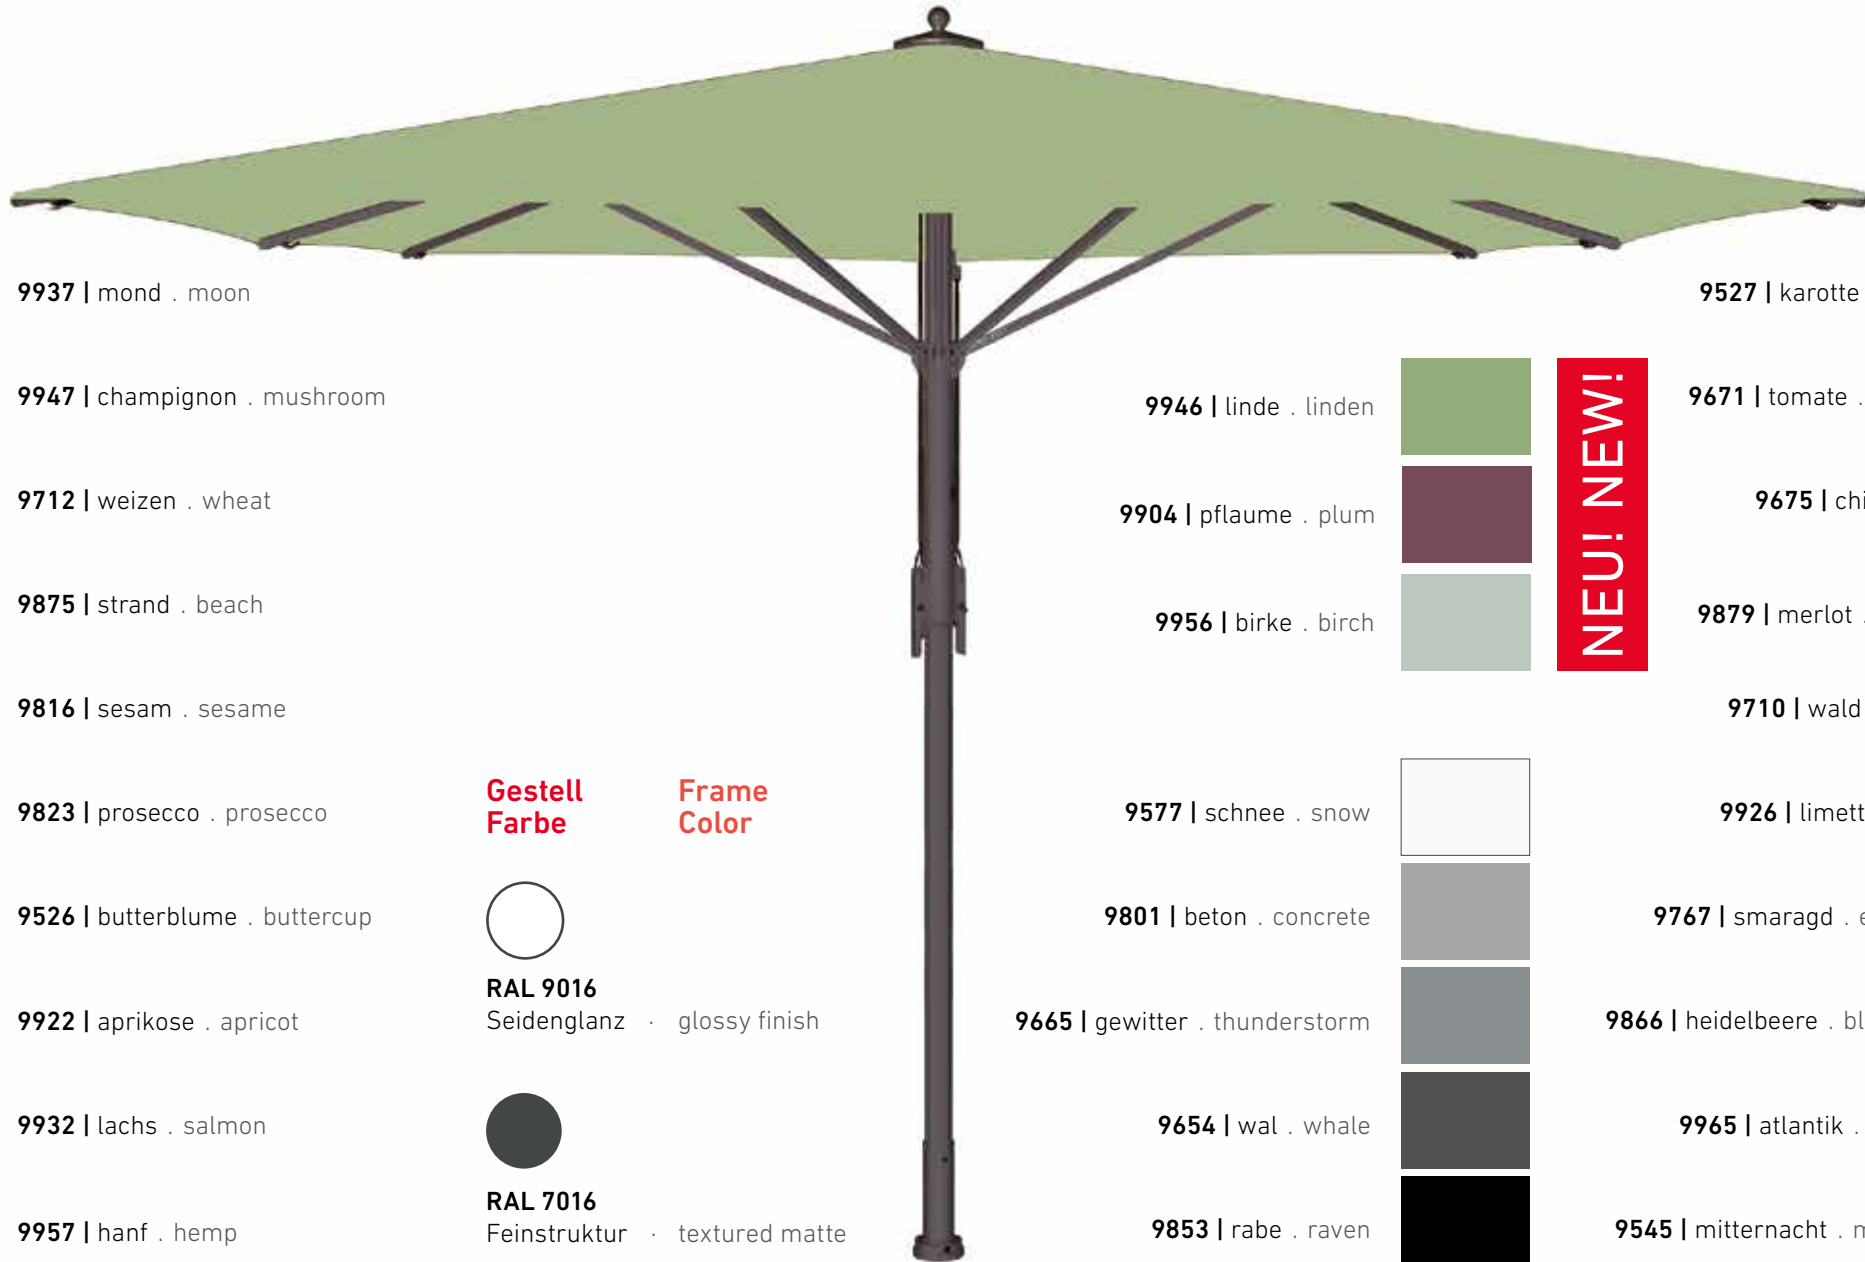 9937 | mond . moon
9947 | champignon . mushroom
9712 | weizen . wheat
9875 | strand . beach
9816 | sesam . sesame
9823 | prosecco . prosecco
9526 | butterblume . buttercup
9922 | aprikose . apricot
9932 | lachs . salmon
9957 | hanf . hemp
Gestell Frame
Farbe Color
RAL 9016
Seidenglanz · glossy finish
RAL 7016
Feinstruktur · textured matte
9946 | linde . linden
9904 | pflaume . plum
9956 | birke . birch
NEU! NEW!
9577 | schnee . snow
9801 | beton . concrete
9665 | gewitter . thunderstorm
9654 | wal . whale
9853 | rabe . raven
9527 | karotte
9671 | tomate .
9675 |
9879 | merlot .
9710 | wald
9926 |
9767 | smaragd .
9866 | heidelbeere .
9965 | atlantik .
9545 | mitternacht .